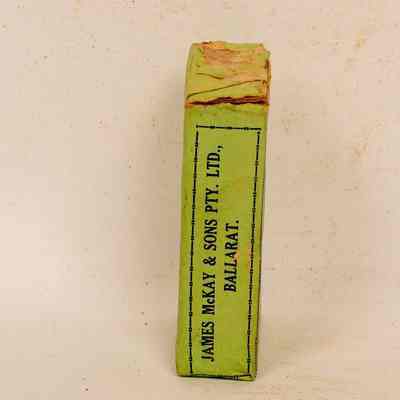 JAMES McKAY & SONS PTY. LTD.,
BALLARAT.